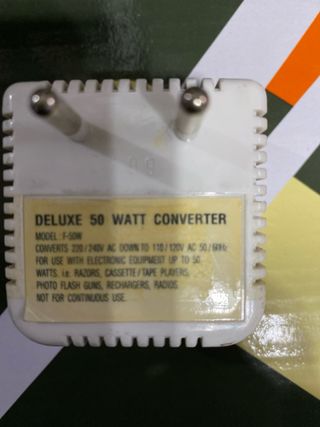 DELUXE 50 WATT CONVERTER
MODEL: F-50W
CONVERTS 220/240V AC DOWN TO 110/120V AC 50/60Hz
FOR USE WITH ELECTRONIC EQUIPMENT UP TO 50
WATTS. i.e. RAZORS, CASSETTE/TAPE PLAYERS,
PHOTO FLASH GUNS, RECHARGERS, RADIOS.
NOT FOR CONTINUOUS USE.